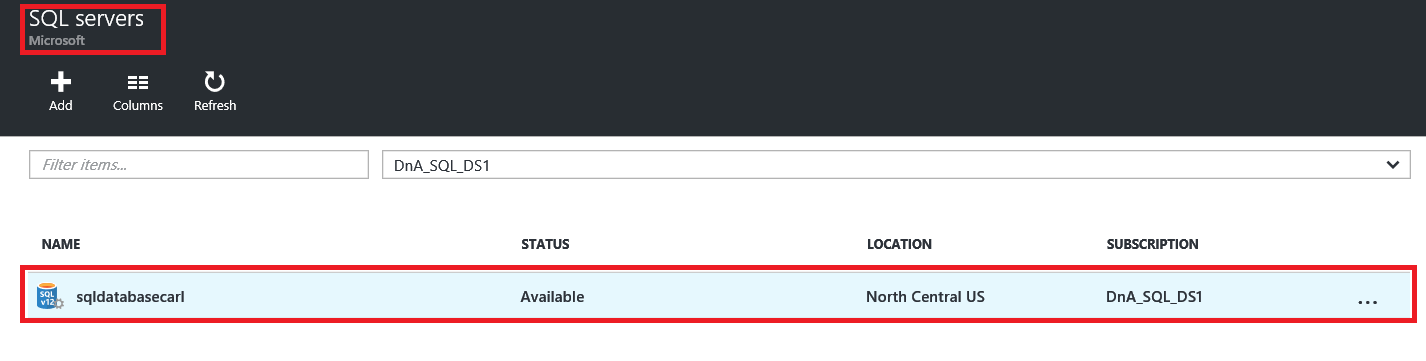 SQL servers
Microsoft
Add Columns Refresh
Filter items... DnA_SQL_DS1
NAME STATUS LOCATION SUBSCRIPTION
SQL
v12
sqldatabasecarl Available North Central US DnA_SQL_DS1 ...